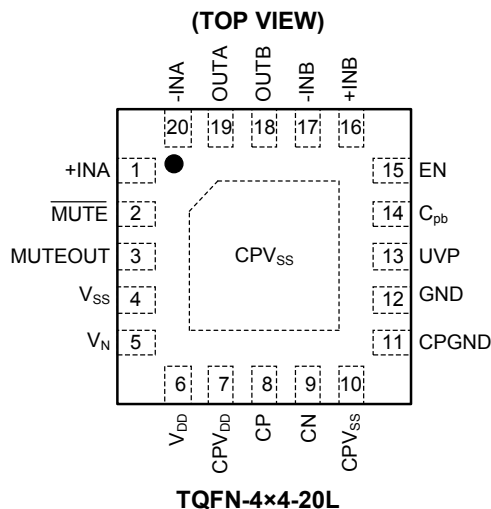 (TOP VIEW)
-INA
OUTA
OUTB
-INB
+INB
20 19 18 17 16
+INA 1
MUTE 2
MUTEOUT 3
VSS 4
VN 5
15 EN
14 Cpb
13 UVP
12 GND
11 CPGND
CPVSS
6 7 8 9 10
VDD
CPVDD
CP
CN
CPVSS
TQFN-4×4-20L